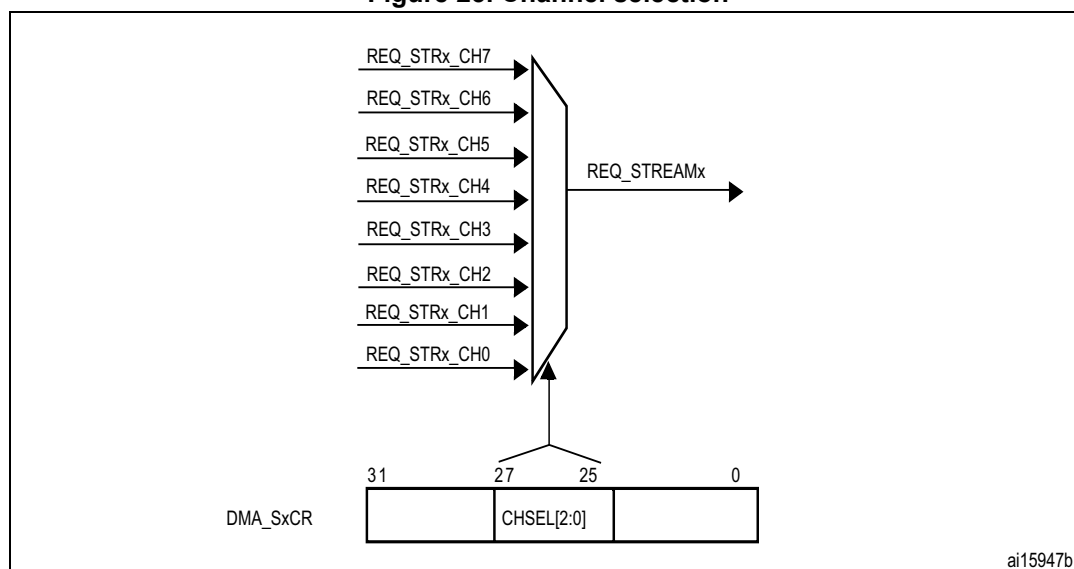 REQ_STRx_CH7
REQ_STRx_CH6
REQ_STRx_CH5
REQ_STRx_CH4
REQ_STREAMx
REQ_STRx_CH3
REQ_STRx_CH2
REQ_STRx_CH1
REQ_STRx_CH0
31 27 25 0
DMA_SxCR CHSEL[2:0]
ai15947b